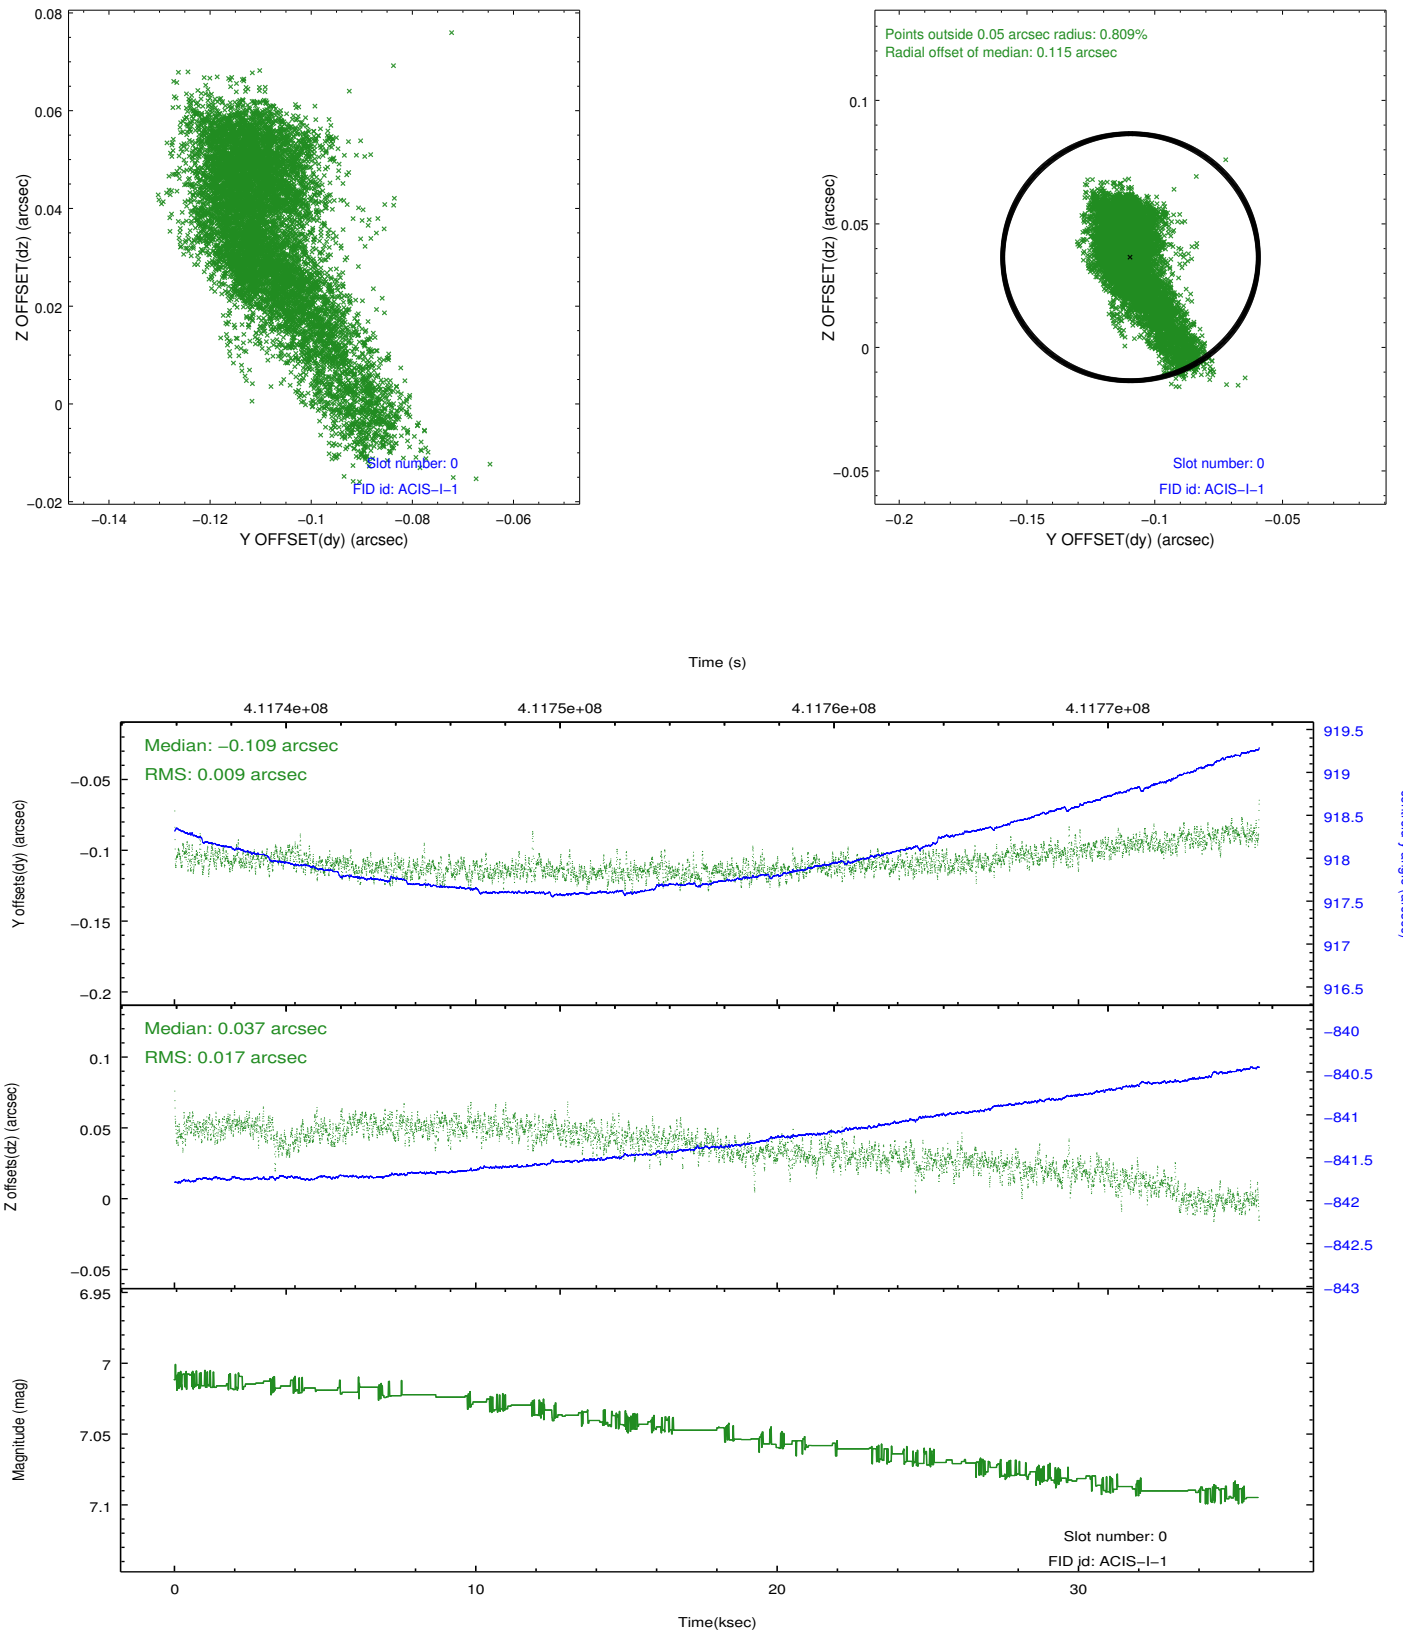 0.08
0.06
0.04
0.02
0
−0.02
Z OFFSET(dz) (arcsec)
−0.14 −0.12 −0.1 −0.08 −0.06
Y OFFSET(dy) (arcsec)
Slot number: 0
FID id: ACIS−I−1
Points outside 0.05 arcsec radius: 0.809%
Radial offset of median: 0.115 arcsec
0.1
0.05
0
−0.05
Z OFFSET(dz) (arcsec)
Slot number: 0
FID id: ACIS−I−1
−0.2 −0.15 −0.1 −0.05
Y OFFSET(dy) (arcsec)
Time (s)
4.1174e+08 4.1175e+08 4.1176e+08 4.1177e+08
Median: −0.109 arcsec
RMS: 0.009 arcsec
−0.05
−0.1
−0.15
−0.2
Y offsets(dy) (arcsec)
919.5
919
918.5
918
917.5
917
916.5
Median: 0.037 arcsec
RMS: 0.017 arcsec
0.1
0.05
0
−0.05
Z offsets(dz) (arcsec)
−840
−840.5
−841
−841.5
−842
−842.5
−843
6.95
7
7.05
7.1
Magnitude (mag)
Slot number: 0
FID id: ACIS−I−1
0 10 20 30
Time(ksec)